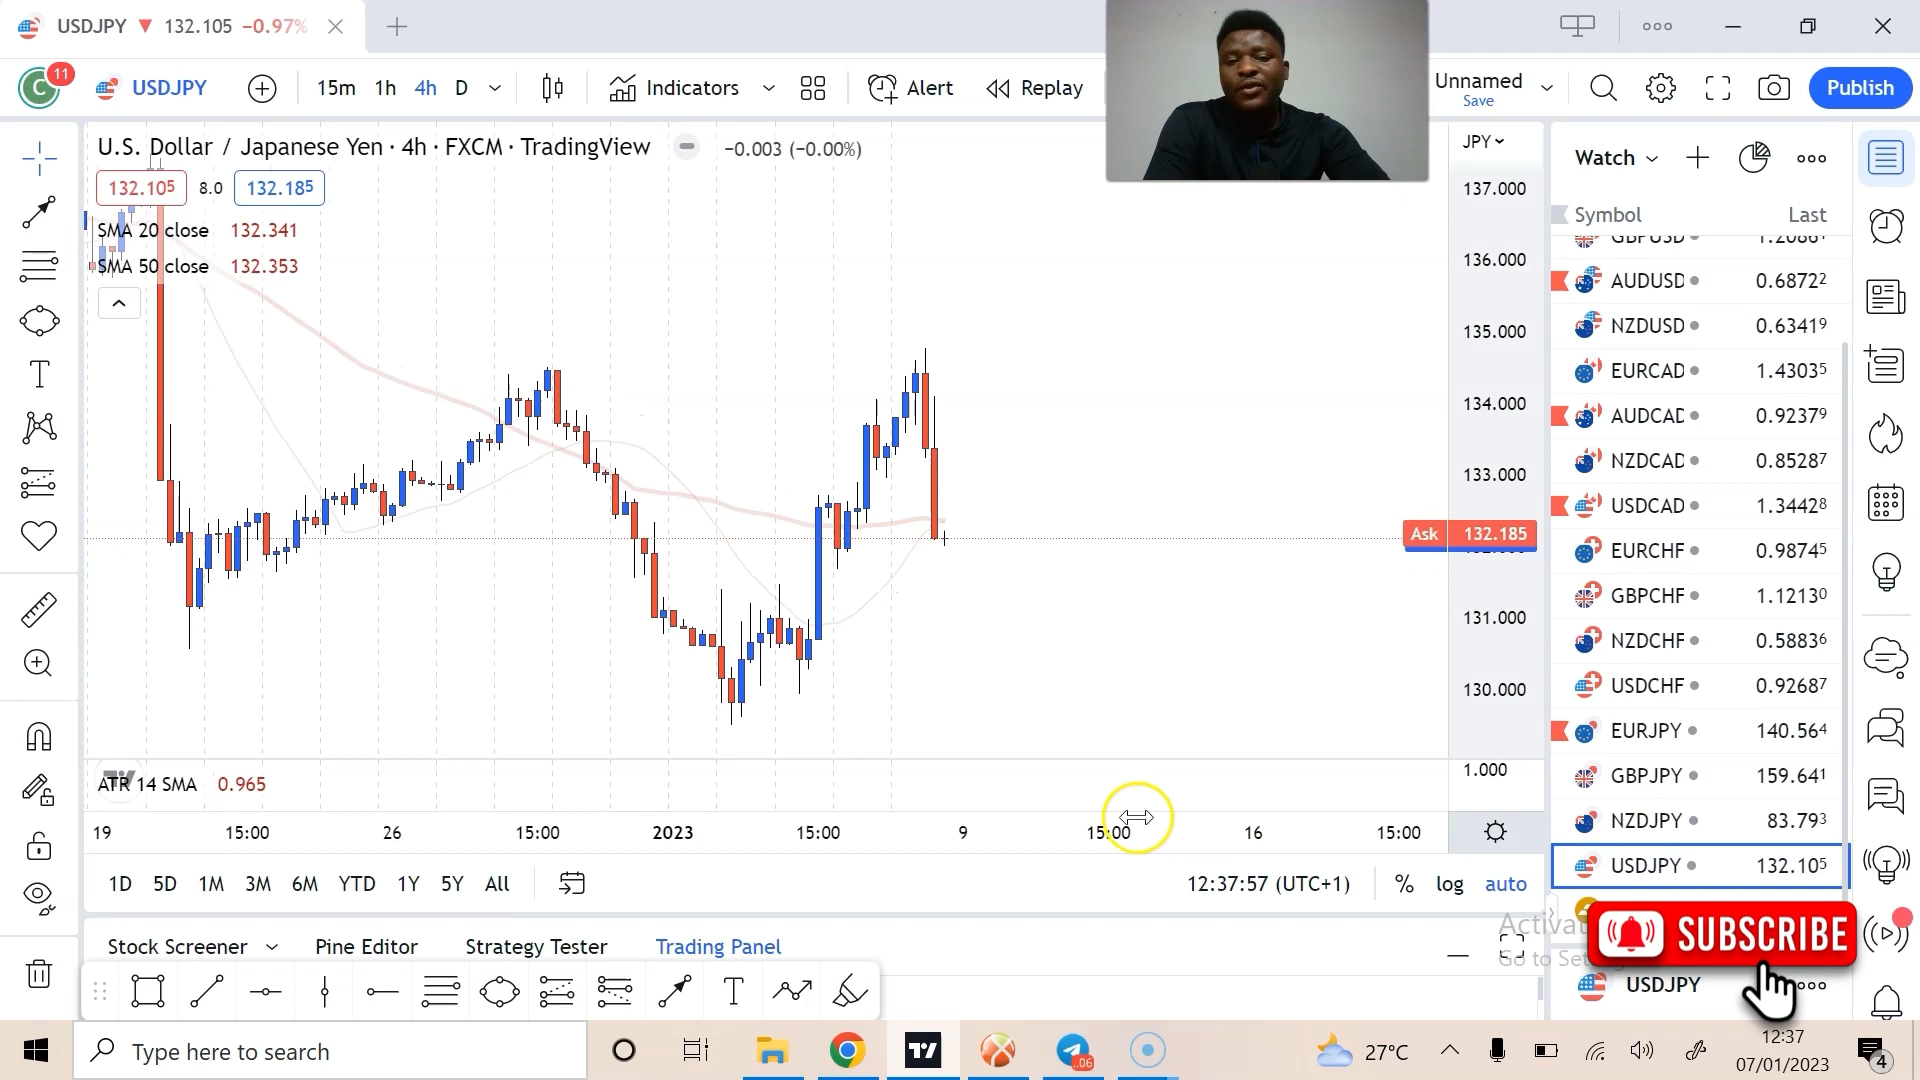 USDJPY ▼ 132.105 −0.97%
C 11 USDJPY 15m 1h 4h D Indicators Alert Replay Unnamed Save Publish
U.S. Dollar / Japanese Yen · 4h · FXCM · TradingView −0.003 (−0.00%)
132.105 8.0 132.185
SMA 20 close 132.341
SMA 50 close 132.353
JPY
137.000
136.000
135.000
134.000
133.000
Ask 132.185
131.000
130.000
ATR 14 SMA 0.965
1.000
19 15:00 26 15:00 2023 15:00 9 15:00 16 15:00
1D 5D 1M 3M 6M YTD 1Y 5Y All 12:37:57 (UTC+1) % log auto
Stock Screener Pine Editor Strategy Tester Trading Panel
Watch
Symbol Last
GBPUSD
AUDUSD 0.68722
NZDUSD 0.63419
EURCAD 1.43035
AUDCAD 0.92379
NZDCAD 0.85287
USDCAD 1.34428
EURCHF 0.98745
GBPCHF 1.12130
NZDCHF 0.58836
USDCHF 0.92687
EURJPY 140.564
GBPJPY 159.641
NZDJPY 83.793
USDJPY 132.105
SUBSCRIBE
USDJPY
Type here to search
27°C
12:37
07/01/2023
4